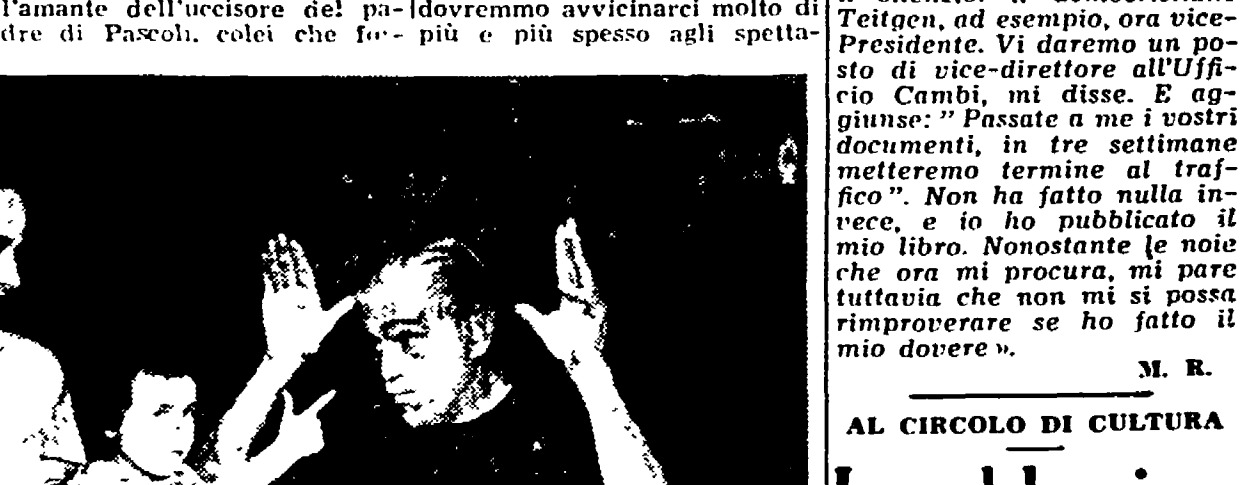 l'amante dell'uccisore del pa-
dre di Pascoli, colei che
dovremmo avvicinarci molto di
più e più spesso agli spetta-
Teitgen, ad esempio, ora vice-
Presidente. Vi daremo un po-
sto di vice-direttore all'Uffi-
cio Cambi, mi disse. E ag-
giunse: " Passate a me i vostri
documenti, in tre settimane
metteremo termine al traf-
fico ". Non ha fatto nulla in-
vece, e io ho pubblicato il
mio libro. Nonostante le noie
che ora mi procura, mi pare
tuttavia che non mi si possa
rimproverare se ho fatto il
mio dovere ».
M. R.
AL CIRCOLO DI CULTURA